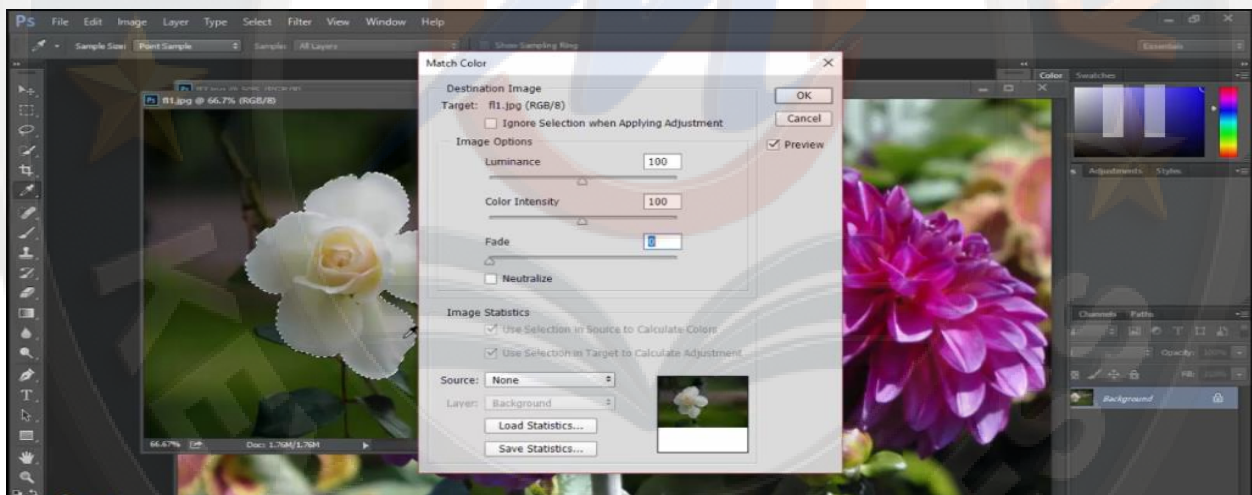 Ps File Edit Image Layer Type Select Filter View Window Help
Sample Size: Point Sample Sample: All Layers Show Sampling Ring Essentials
Match Color
Destination Image
Target: fl1.jpg (RGB/8)
Ignore Selection when Applying Adjustment
OK
Cancel
Preview
Image Options
Luminance 100
Color Intensity 100
Fade 0
Neutralize
Image Statistics
Use Selection in Source to Calculate Colors
Use Selection in Target to Calculate Adjustment
Source: None
Layer: Background
Load Statistics...
Save Statistics...
Ps fl1.jpg @ 66.7% (RGB/8)
66.67% Doc: 1.76M/1.76M
Color Swatches
Adjustments Styles
Channels Paths
Opacity: 100%
Fill:
Background